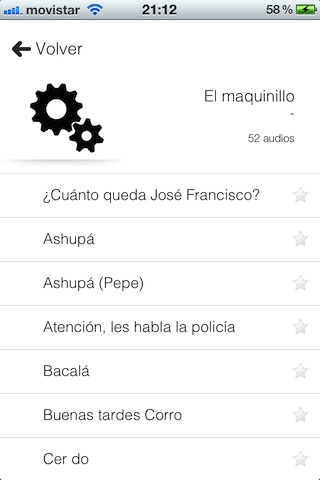 movistar 21:12 58 %
Volver
El maquinillo
-
52 audios
¿Cuánto queda José Francisco?
Ashupá
Ashupá (Pepe)
Atención, les habla la policía
Bacalá
Buenas tardes Corro
Cer do